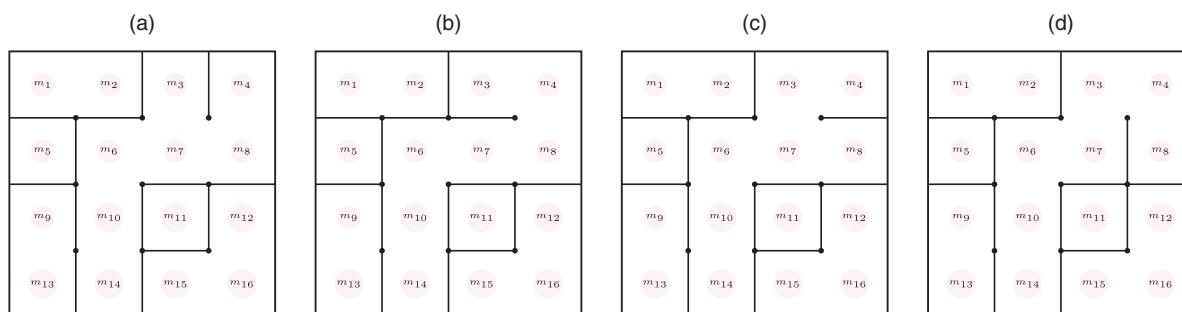 (a) (b) (c) (d)
m1 m2 m3 m4 m1 m2 m3 m4 m1 m2 m3 m4 m1 m2 m3 m4
m5 m6 m7 m8 m5 m6 m7 m8 m5 m6 m7 m8 m5 m6 m7 m8
m9 m10 m11 m12 m9 m10 m11 m12 m9 m10 m11 m12 m9 m10 m11 m12
m13 m14 m15 m16 m13 m14 m15 m16 m13 m14 m15 m16 m13 m14 m15 m16